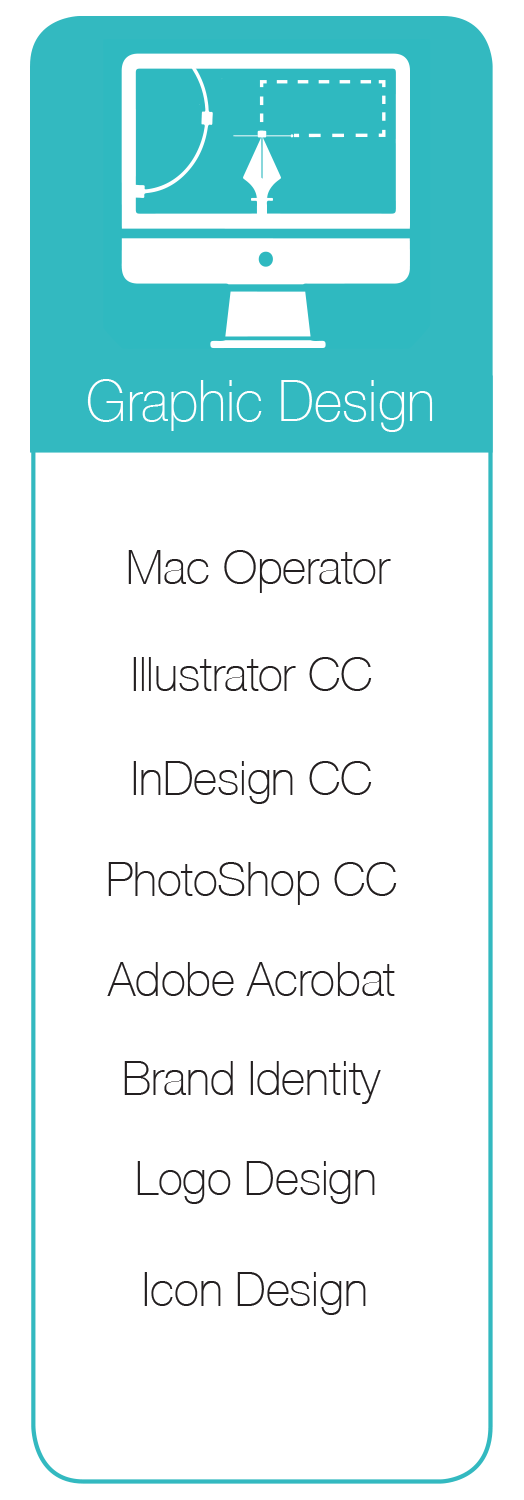 Graphic Design
Mac Operator
Illustrator CC
InDesign CC
PhotoShop CC
Adobe Acrobat
Brand Identity
Logo Design
Icon Design